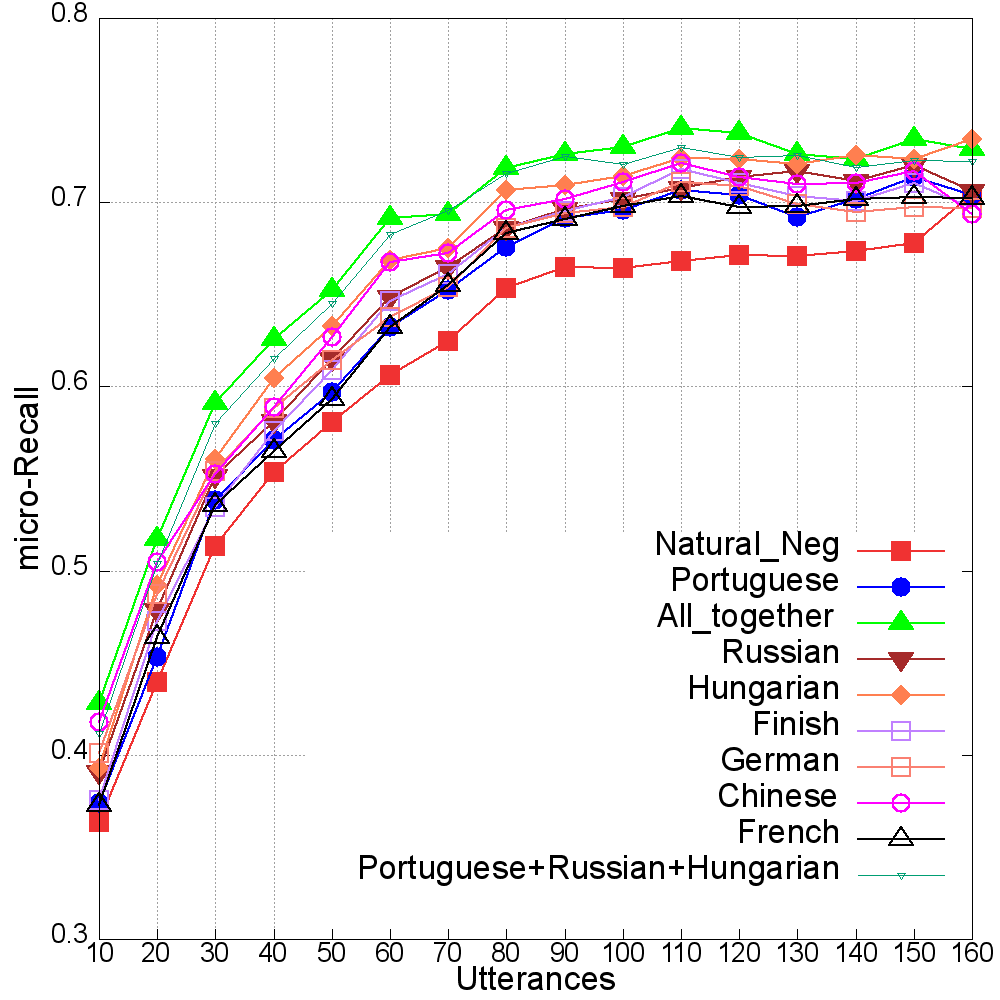 0.8
0.7
0.6
0.5
0.4
0.3
micro-Recall
Natural_Neg
Portuguese
All_together
Russian
Hungarian
Finish
German
Chinese
French
Portuguese+Russian+Hungarian
10 20 30 40 50 60 70 80 90 100 110 120 130 140 150 160
Utterances